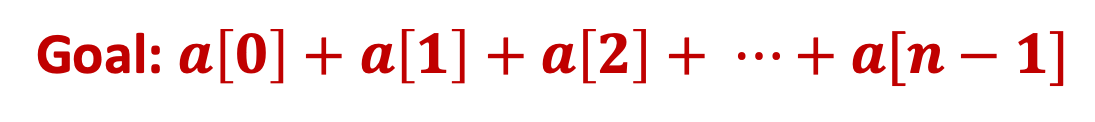 Goal: a[0] + a[1] + a[2] + ⋯ + a[n − 1]